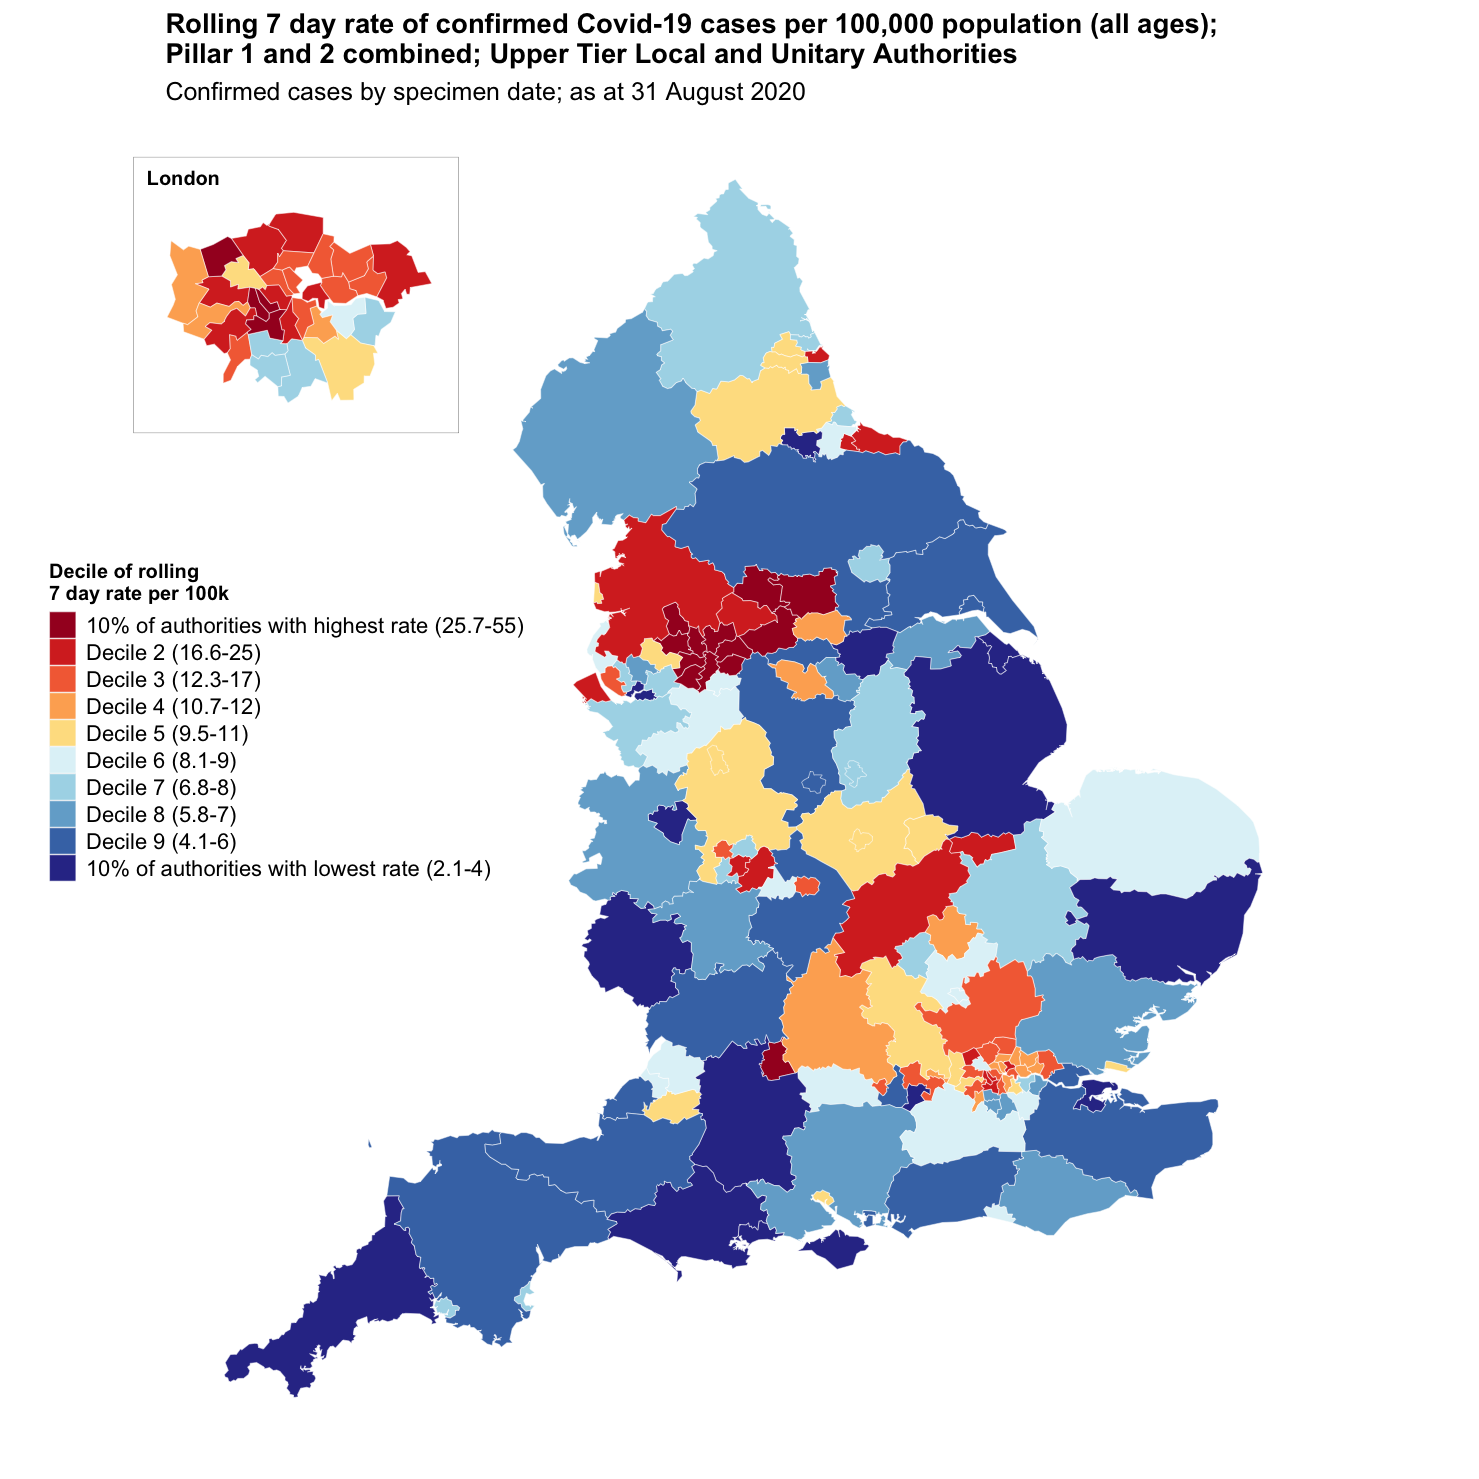 Rolling 7 day rate of confirmed Covid-19 cases per 100,000 population (all ages);
Pillar 1 and 2 combined; Upper Tier Local and Unitary Authorities
Confirmed cases by specimen date; as at 31 August 2020
London
Decile of rolling
7 day rate per 100k
10% of authorities with highest rate (25.7-55)
Decile 2 (16.6-25)
Decile 3 (12.3-17)
Decile 4 (10.7-12)
Decile 5 (9.5-11)
Decile 6 (8.1-9)
Decile 7 (6.8-8)
Decile 8 (5.8-7)
Decile 9 (4.1-6)
10% of authorities with lowest rate (2.1-4)